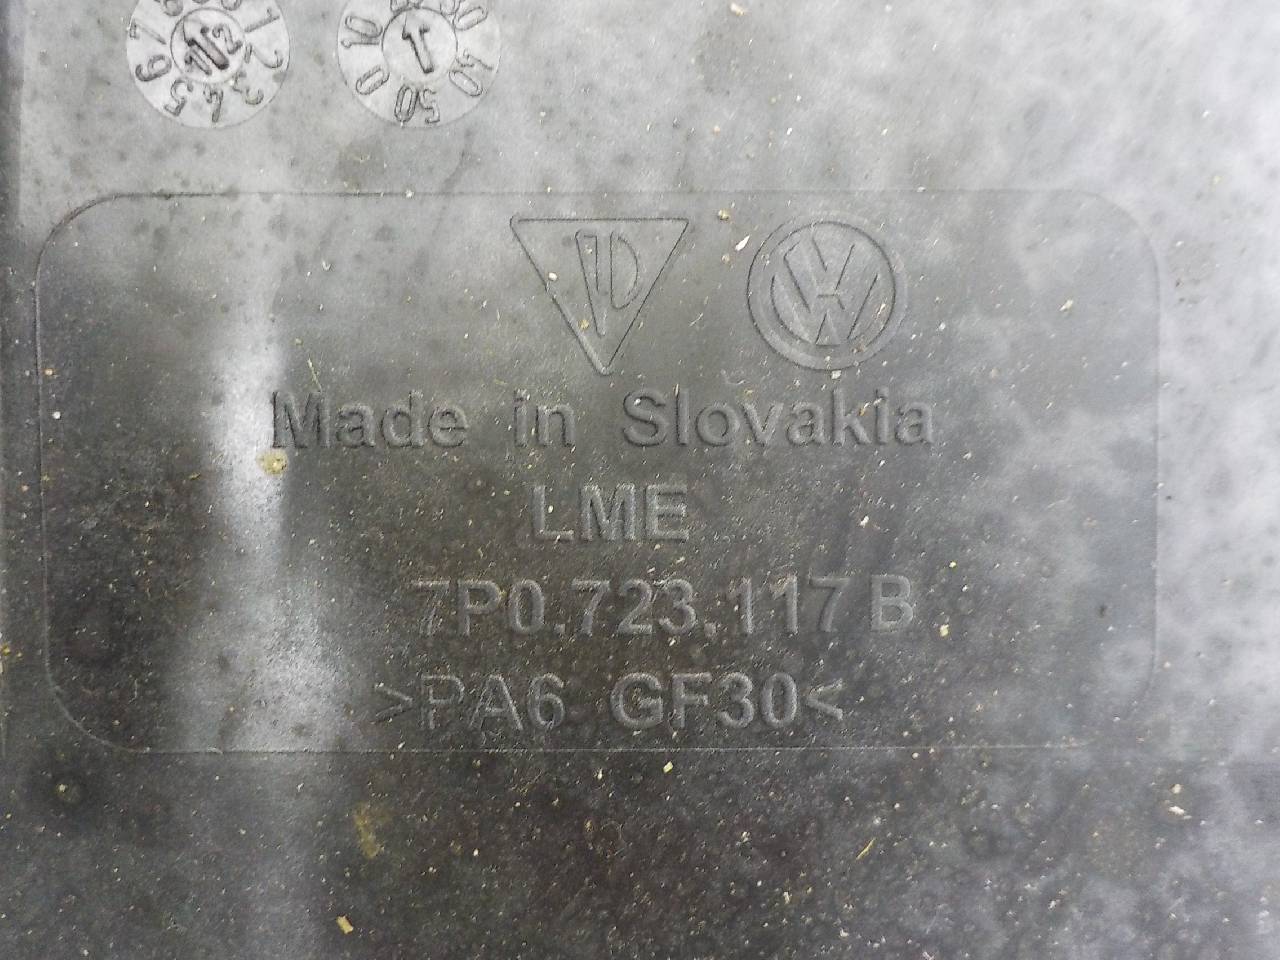 Made in Slovakia
LME
7P0.723.117 B
>PA6 GF30<